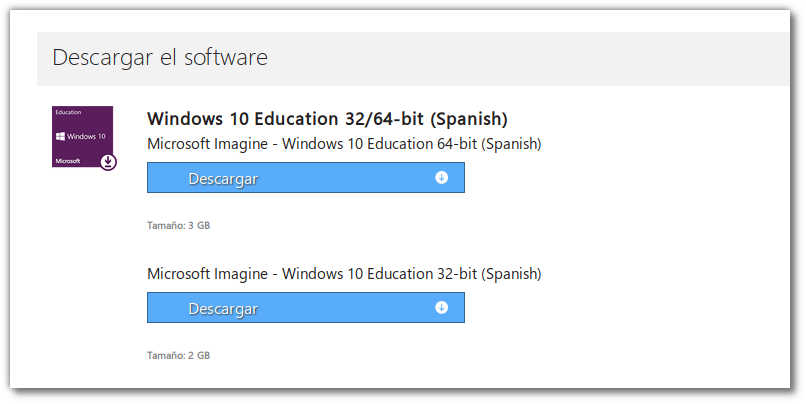 Descargar el software
Education
Windows 10
Microsoft
Windows 10 Education 32/64-bit (Spanish)
Microsoft Imagine - Windows 10 Education 64-bit (Spanish)
Descargar
Tamaño: 3 GB
Microsoft Imagine - Windows 10 Education 32-bit (Spanish)
Descargar
Tamaño: 2 GB